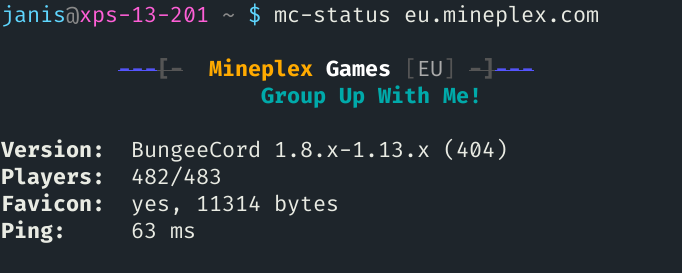 janis@xps-13-201 ~ $ mc-status eu.mineplex.com
---[- Mineplex Games [EU] -]---
Group Up With Me!
Version: BungeeCord 1.8.x-1.13.x (404)
Players: 482/483
Favicon: yes, 11314 bytes
Ping: 63 ms